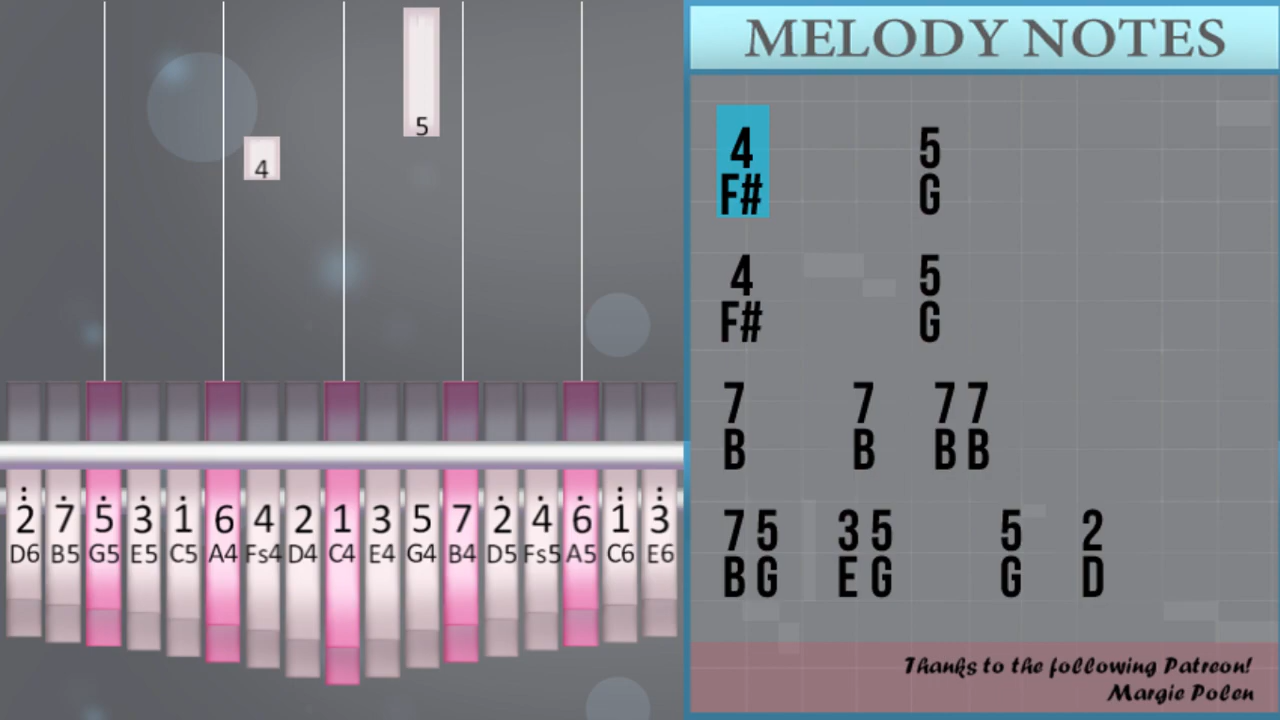 MELODY NOTES
5
4
4 5
F# G
4 5
F# G
7 7 7 7
B B B B
7 5 3 5 5 2
B G E G G D
2̈ 7̇ 5̇ 3̇ 1̇ 6 4 2 1 3 5 7 2̇ 4̇ 6̇ 1̈ 3̈
D6 B5 G5 E5 C5 A4 Fs4 D4 C4 E4 G4 B4 D5 Fs5 A5 C6 E6
Thanks to the following Patreon!
Margie Polen